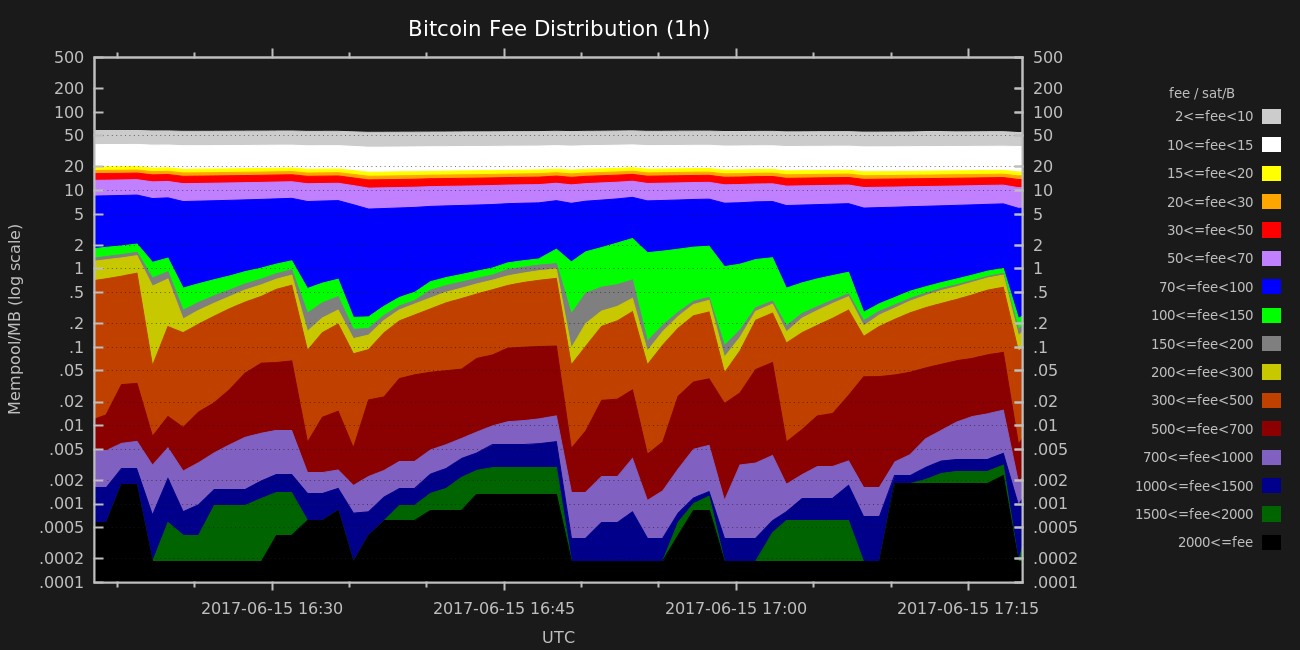 Bitcoin Fee Distribution (1h)
Mempool/MB (log scale)
500
200
100
50
20
10
5
2
1
.5
.2
.1
.05
.02
.01
.005
.002
.001
.0005
.0002
.0001
500
200
100
50
20
10
5
2
1
.5
.2
.1
.05
.02
.01
.005
.002
.001
.0005
.0002
.0001
2017-06-15 16:30 2017-06-15 16:45 2017-06-15 17:00 2017-06-15 17:15
UTC
fee / sat/B
2<=fee<10
10<=fee<15
15<=fee<20
20<=fee<30
30<=fee<50
50<=fee<70
70<=fee<100
100<=fee<150
150<=fee<200
200<=fee<300
300<=fee<500
500<=fee<700
700<=fee<1000
1000<=fee<1500
1500<=fee<2000
2000<=fee